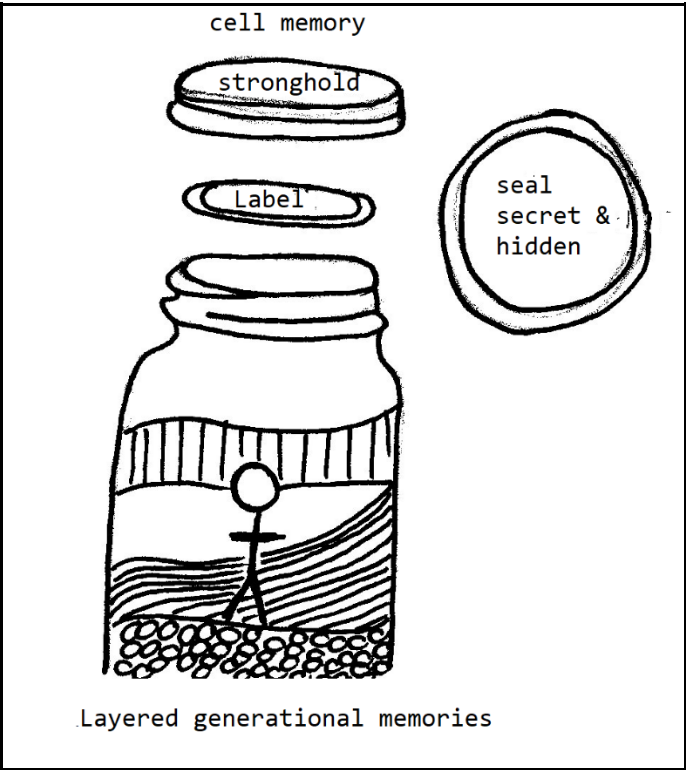 cell memory
stronghold
Label
seal
secret &
hidden
Layered generational memories